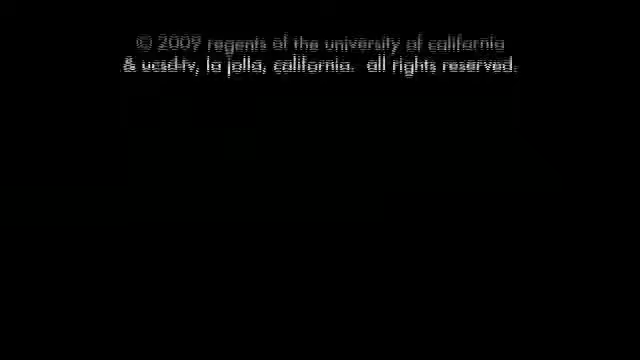 © 2009 regents of the university of california
& ucsd-tv, la jolla, california.  all rights reserved.